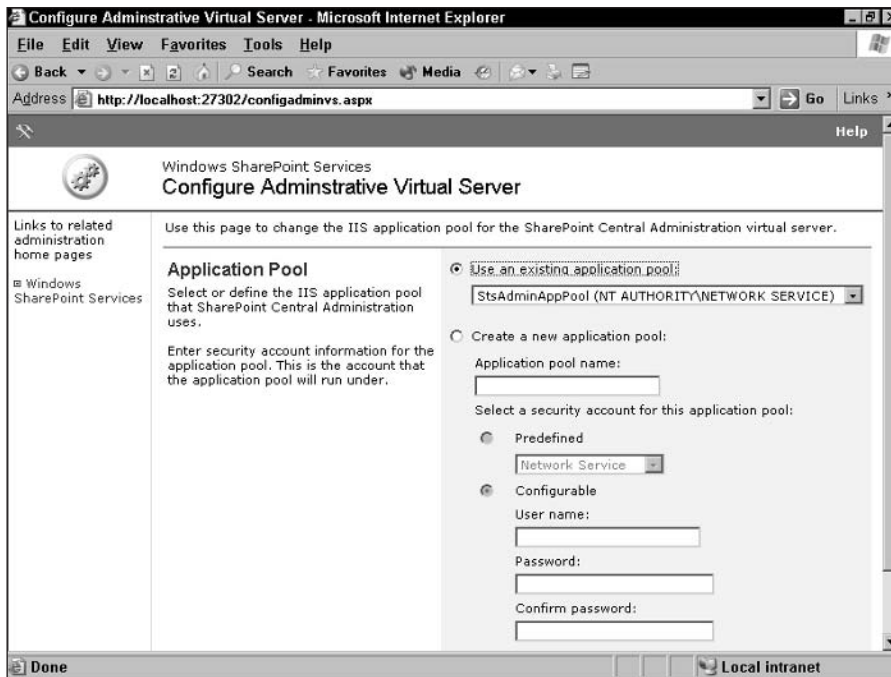 Configure Adminstrative Virtual Server - Microsoft Internet Explorer
File Edit View Favorites Tools Help
Back Search Favorites Media
Address http://localhost:27302/configadminvs.aspx Go Links
Help
Windows SharePoint Services
Configure Adminstrative Virtual Server
Links to related
administration
home pages
Windows
SharePoint Services
Use this page to change the IIS application pool for the SharePoint Central Administration virtual server.
Application Pool
Select or define the IIS application pool
that SharePoint Central Administration
uses.
Enter security account information for the
application pool. This is the account that
the application pool will run under.
Use an existing application pool:
StsAdminAppPool (NT AUTHORITY\NETWORK SERVICE)
Create a new application pool:
Application pool name:
Select a security account for this application pool:
Predefined
Network Service
Configurable
User name:
Password:
Confirm password:
Done
Local intranet